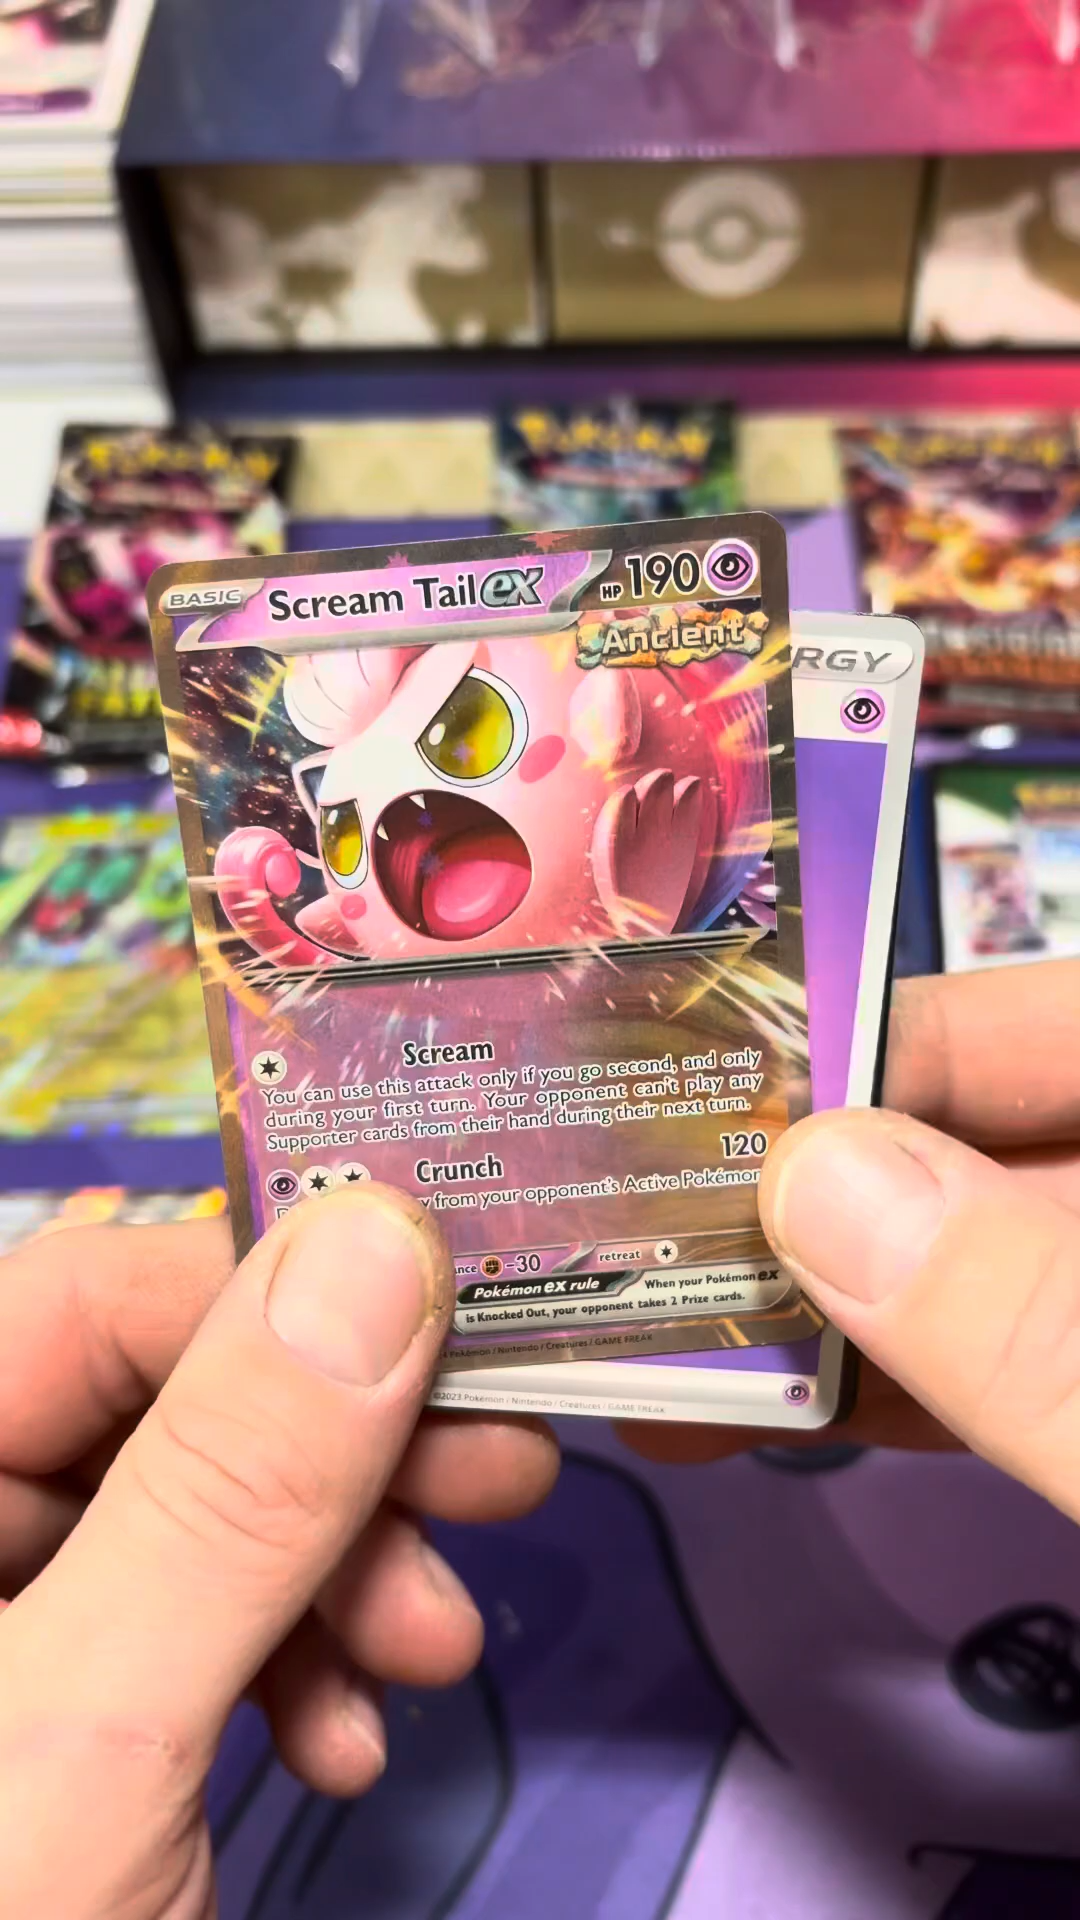 Pokémon
Pokémon
Pokémon
BASIC Scream Tail ex HP 190
Ancient
RGY
Scream
You can use this attack only if you go second, and only
during your first turn. Your opponent can't play any
Supporter cards from their hand during their next turn.
Crunch 120
from your opponent's Active Pokémon
-30 retreat
Pokémon ex rule When your Pokémon ex
is Knocked Out, your opponent takes 2 Prize cards.
Pokémon / Nintendo / Creatures / GAME FREAK
©2023 Pokémon / Nintendo / Creatures / GAME FREAK